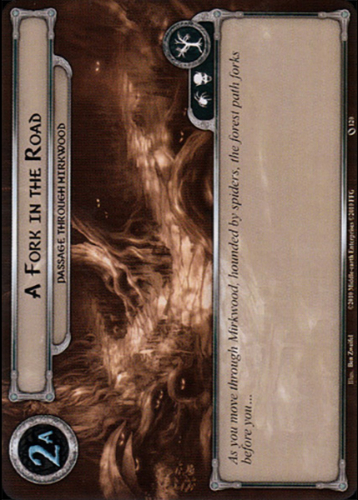 2A
A Fork in the Road
Passage Through Mirkwood
As you move through Mirkwood, hounded by spiders, the forest path forks
before you...
Illus. Ben Zweifel ©2010 Middle-earth Enterprises ©2010 FFG 120